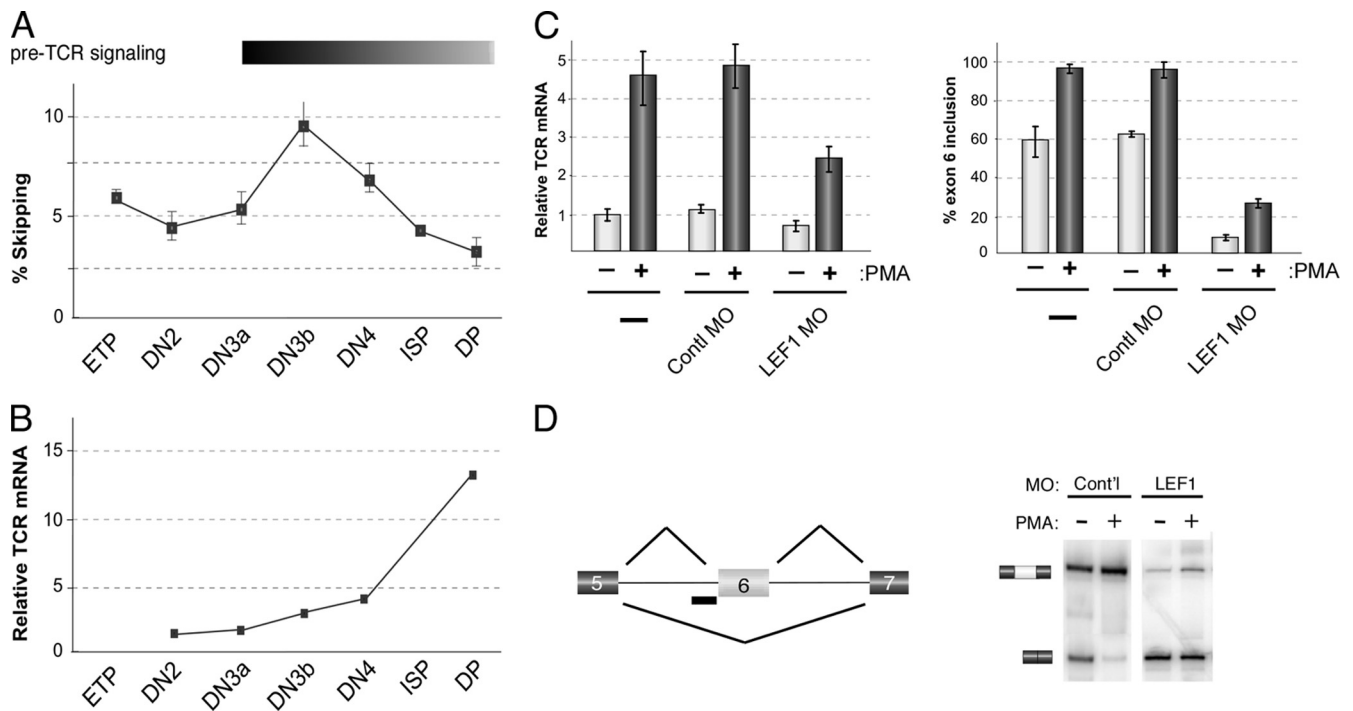 A
pre-TCR signaling
% Skipping
10
5
0
ETP DN2 DN3a DN3b DN4 ISP DP
B
Relative TCR mRNA
15
10
5
0
ETP DN2 DN3a DN3b DN4 ISP DP
C
Relative TCR mRNA
5
4
3
2
1
− + − + − + :PMA
− Contl MO LEF1 MO
% exon 6 inclusion
100
80
60
40
20
0
− + − + − + :PMA
− Contl MO LEF1 MO
D
5 6 7
MO: Cont'l LEF1
PMA: - + - +